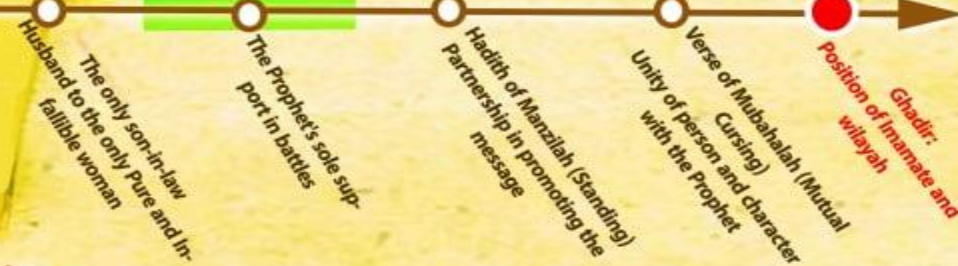 The only son-in-law
Husband to the only Pure and In-
fallible woman
The Prophet's sole sup-
port in battles
Hadith of Manzilah (Standing)
Partnership in promoting the
message
Verse of Mubahalah (Mutual
Cursing)
Unity of person and character
with the Prophet
Ghadir:
Position of Imamate and
wilayah